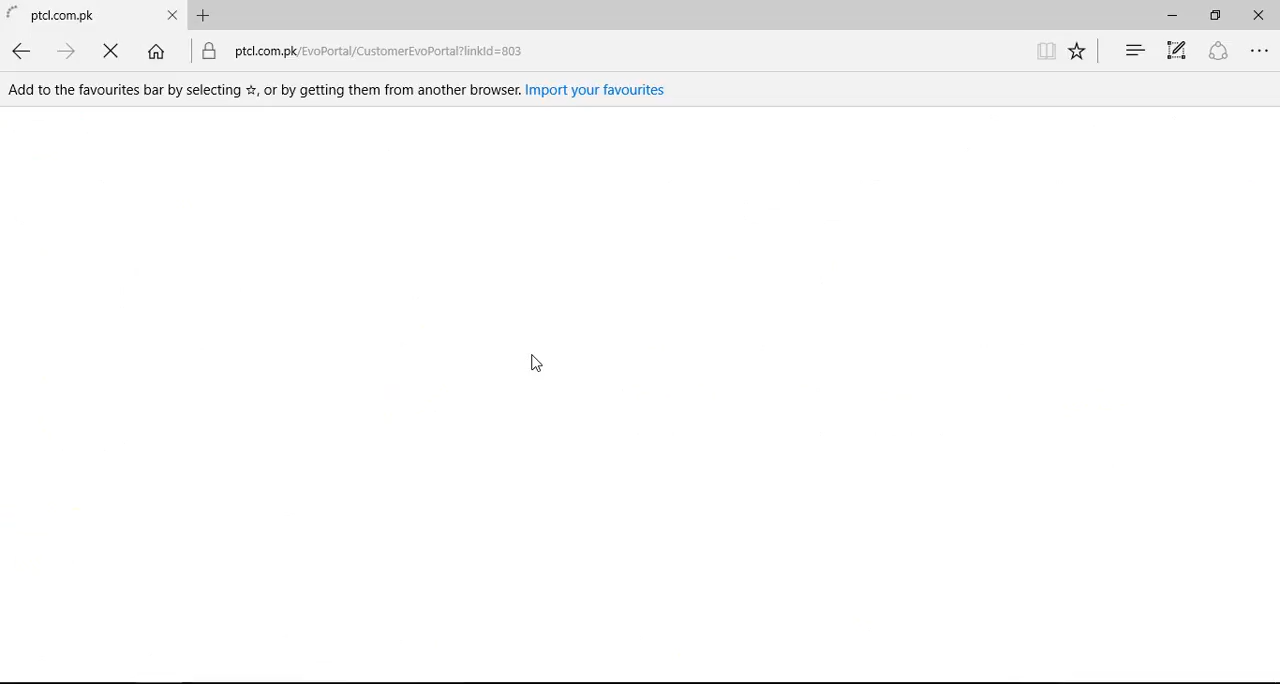 ptcl.com.pk
ptcl.com.pk/EvoPortal/CustomerEvoPortal?linkId=803
Add to the favourites bar by selecting ☆, or by getting them from another browser. Import your favourites